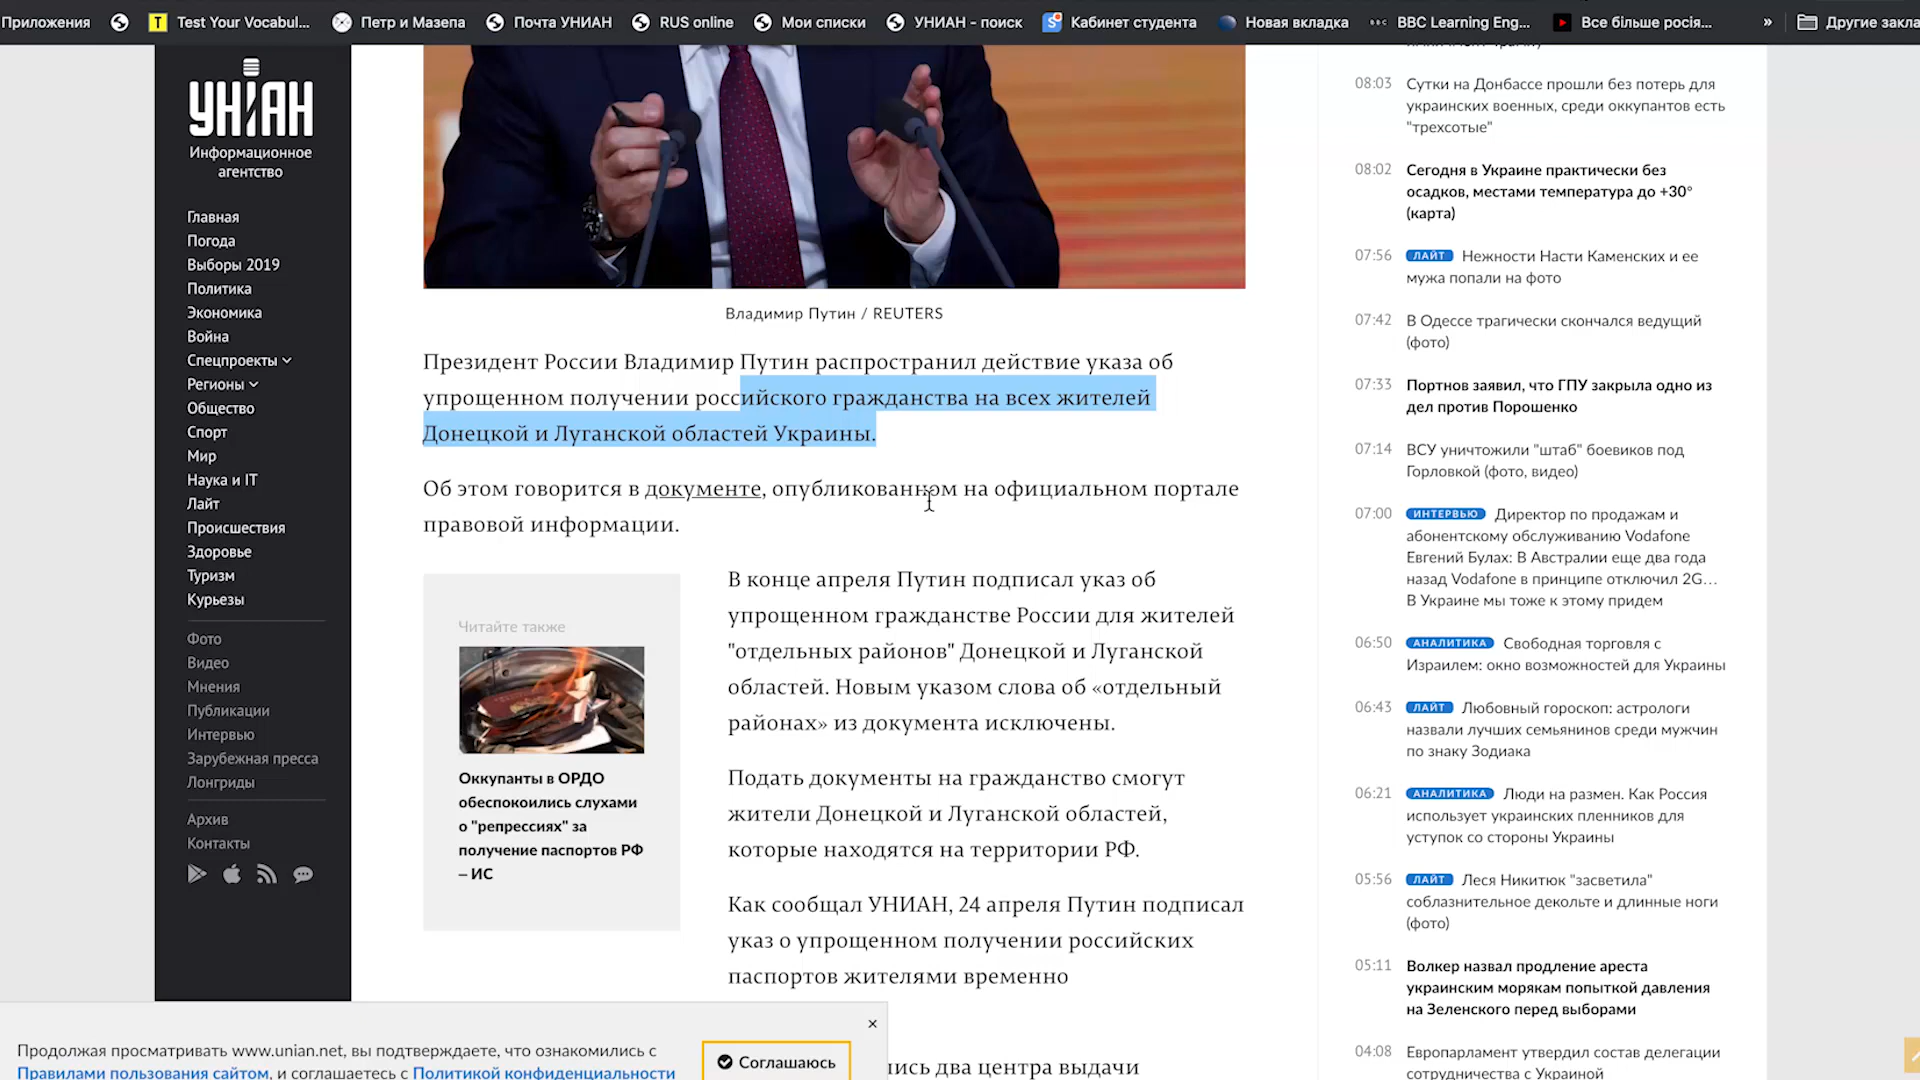 Приложения
Test Your Vocabul...
Петр и Мазепа
Почта УНИАН
RUS online
Мои списки
УНИАН - поиск
Кабинет студента
Новая вкладка
BBC Learning Eng...
Все більше росія...
»
Другие закла
УНІАН
Информационное
агентство
Главная
Погода
Выборы 2019
Политика
Экономика
Война
Спецпроекты
Регионы
Общество
Спорт
Мир
Наука и IT
Лайт
Происшествия
Здоровье
Туризм
Курьезы
Фото
Видео
Мнения
Публикации
Интервью
Зарубежная пресса
Лонгриды
Архив
Контакты
Владимир Путин / REUTERS
Президент России Владимир Путин распространил действие указа об
упрощенном получении российского гражданства на всех жителей
Донецкой и Луганской областей Украины.
Об этом говорится в документе, опубликованном на официальном портале
правовой информации.
Читайте также
Оккупанты в ОРДО
обеспокоились слухами
о "репрессиях" за
получение паспортов РФ
– ИС
В конце апреля Путин подписал указ об
упрощенном гражданстве России для жителей
"отдельных районов" Донецкой и Луганской
областей. Новым указом слова об «отдельный
районах» из документа исключены.
Подать документы на гражданство смогут
жители Донецкой и Луганской областей,
которые находятся на территории РФ.
Как сообщал УНИАН, 24 апреля Путин подписал
указ о упрощенном получении российских
паспортов жителями временно
лись два центра выдачи
08:03 Сутки на Донбассе прошли без потерь для
украинских военных, среди оккупантов есть
"трехсотые"
08:02 Сегодня в Украине практически без
осадков, местами температура до +30°
(карта)
07:56 ЛАЙТ Нежности Насти Каменских и ее
мужа попали на фото
07:42 В Одессе трагически скончался ведущий
(фото)
07:33 Портнов заявил, что ГПУ закрыла одно из
дел против Порошенко
07:14 ВСУ уничтожили "штаб" боевиков под
Горловкой (фото, видео)
07:00 ИНТЕРВЬЮ Директор по продажам и
абонентскому обслуживанию Vodafone
Евгений Булах: В Австралии еще два года
назад Vodafone в принципе отключил 2G...
В Украине мы тоже к этому придем
06:50 АНАЛИТИКА Свободная торговля с
Израилем: окно возможностей для Украины
06:43 ЛАЙТ Любовный гороскоп: астрологи
назвали лучших семьянинов среди мужчин
по знаку Зодиака
06:21 АНАЛИТИКА Люди на размен. Как Россия
использует украинских пленников для
уступок со стороны Украины
05:56 ЛАЙТ Леся Никитюк "засветила"
соблазнительное декольте и длинные ноги
(фото)
05:11 Волкер назвал продление ареста
украинским морякам попыткой давления
на Зеленского перед выборами
04:08 Европарламент утвердил состав делегации
сотрудничества с Украиной
×
Продолжая просматривать www.unian.net, вы подтверждаете, что ознакомились с
Правилами пользования сайтом, и соглашаетесь с Политикой конфиденциальности
Соглашаюсь